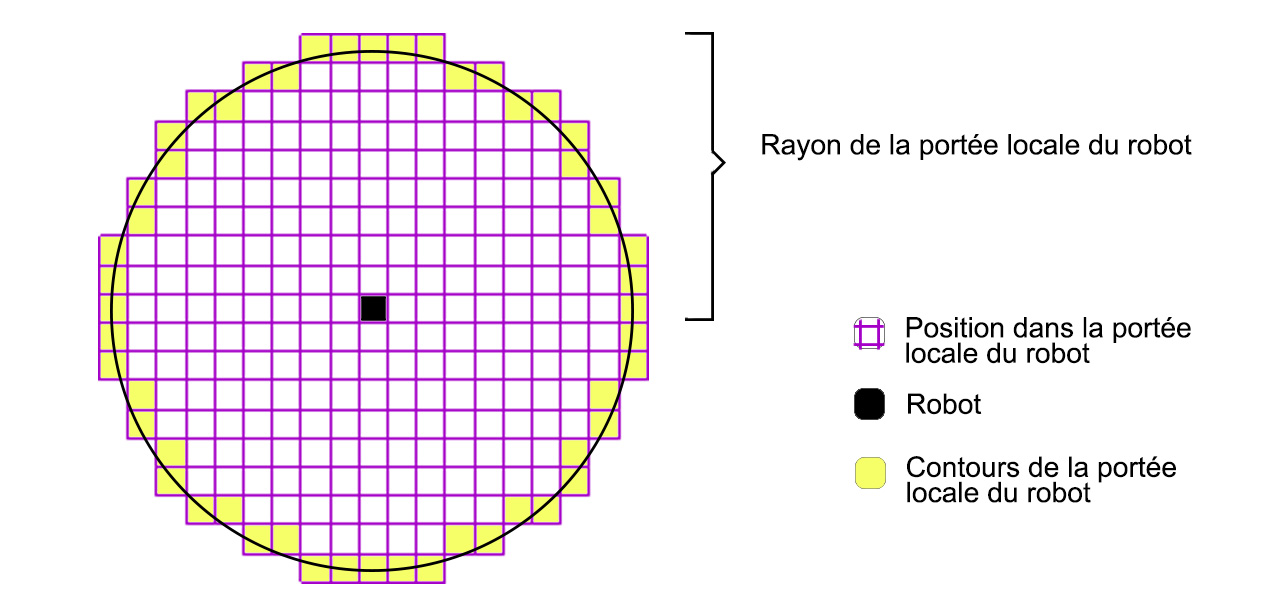 Rayon de la portée locale du robot
Position dans la portée
locale du robot
Robot
Contours de la portée
locale du robot